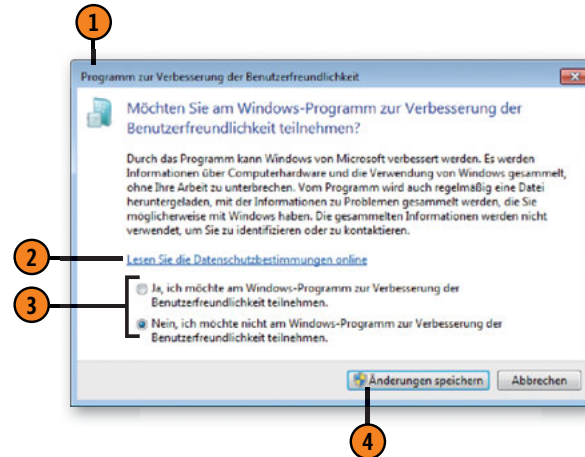 1
Programm zur Verbesserung der Benutzerfreundlichkeit
Möchten Sie am Windows-Programm zur Verbesserung der
Benutzerfreundlichkeit teilnehmen?
Durch das Programm kann Windows von Microsoft verbessert werden. Es werden
Informationen über Computerhardware und die Verwendung von Windows gesammelt,
ohne Ihre Arbeit zu unterbrechen. Vom Programm wird auch regelmäßig eine Datei
heruntergeladen, mit der Informationen zu Problemen gesammelt werden, die Sie
möglicherweise mit Windows haben. Die gesammelten Informationen werden nicht
verwendet, um Sie zu identifizieren oder zu kontaktieren.
2
Lesen Sie die Datenschutzbestimmungen online
3
Ja, ich möchte am Windows-Programm zur Verbesserung der
Benutzerfreundlichkeit teilnehmen.
Nein, ich möchte nicht am Windows-Programm zur Verbesserung der
Benutzerfreundlichkeit teilnehmen.
Änderungen speichern
Abbrechen
4